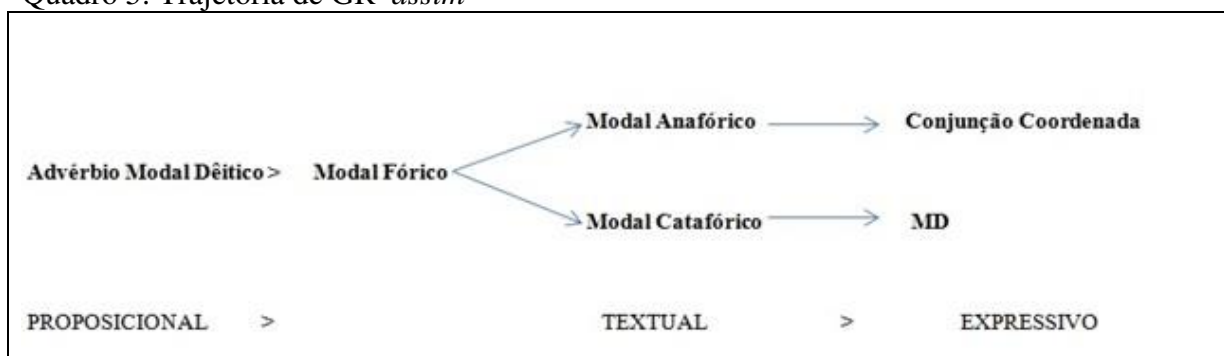 Quadro 3: Trajetória de GR assim
Modal Anafórico
Conjunção Coordenada
Advérbio Modal Dêitico >
Modal Fórico
Modal Catafórico
MD
PROPOSICIONAL > TEXTUAL > EXPRESSIVO